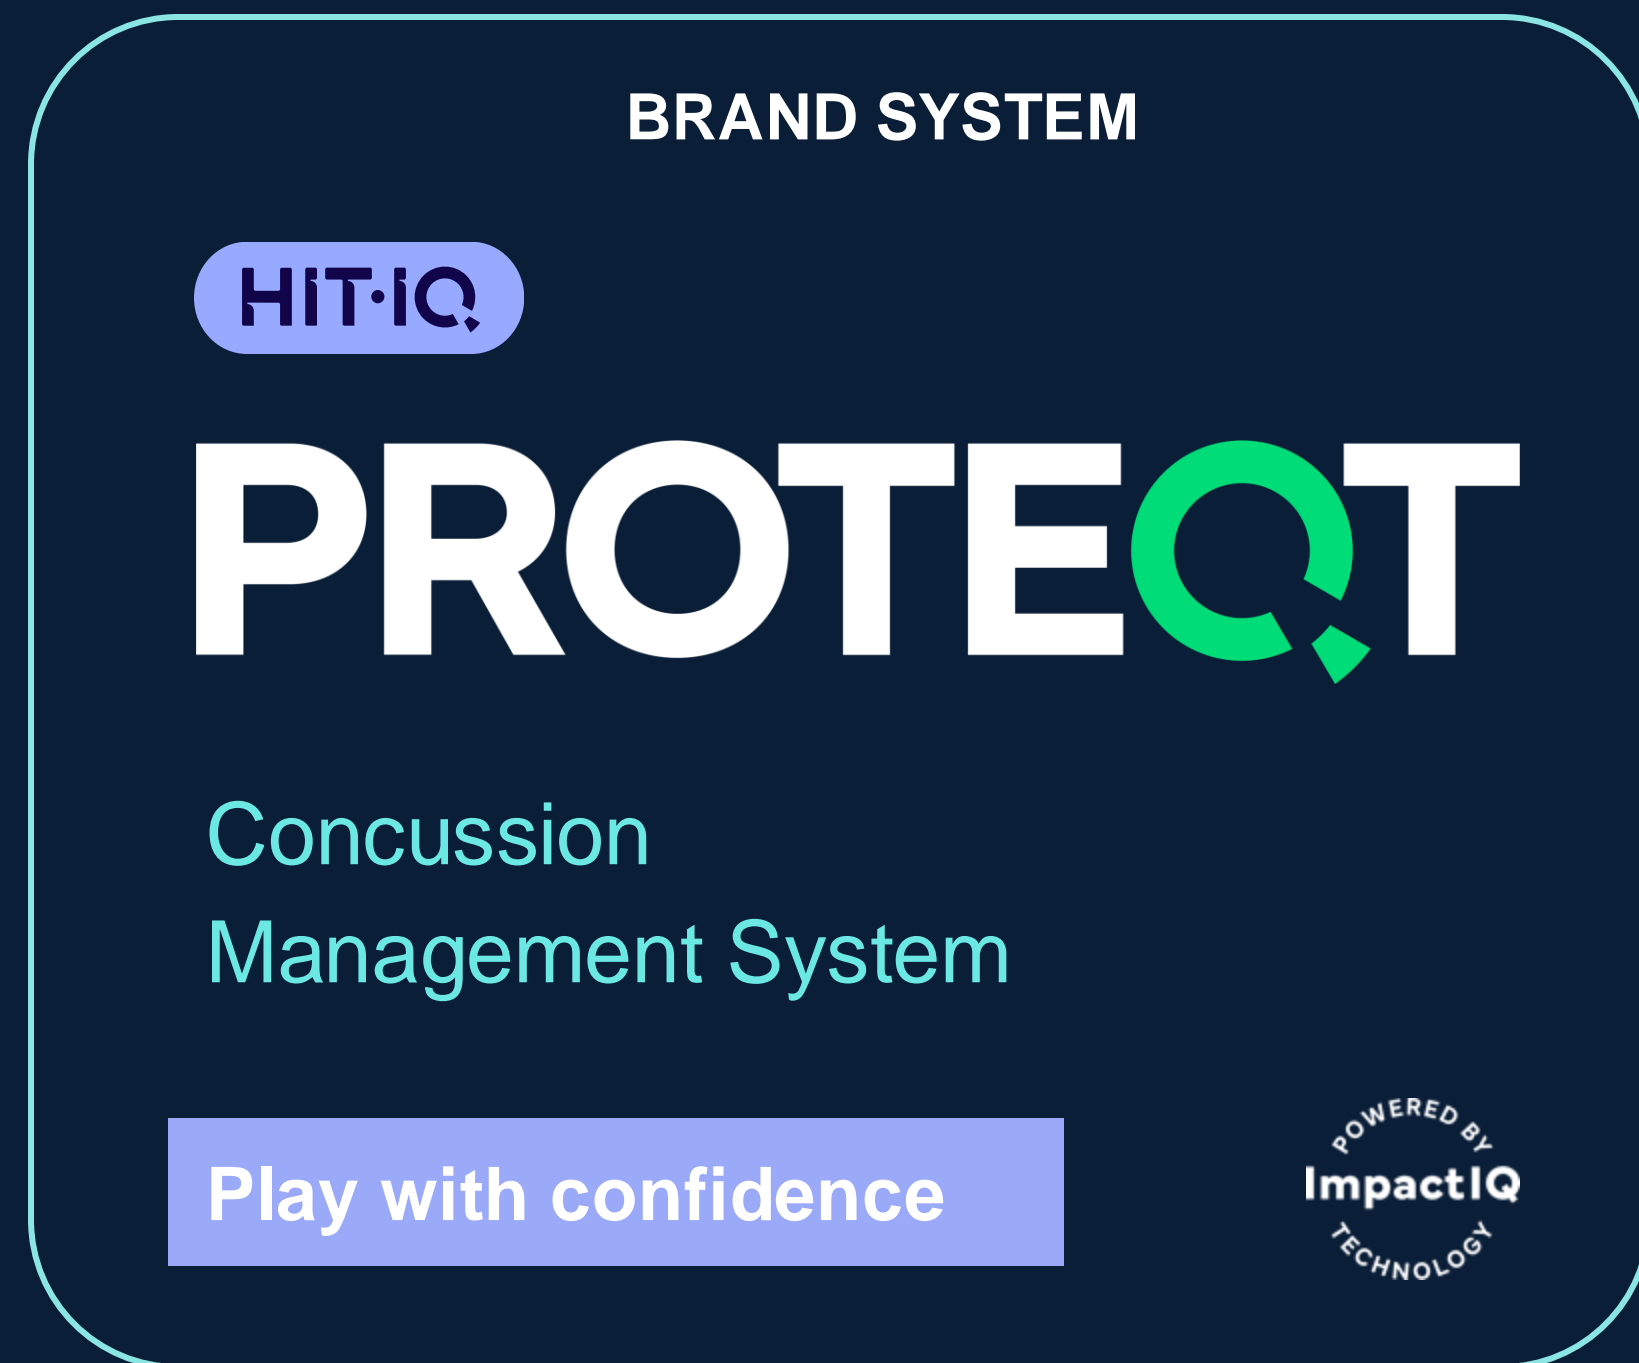 BRAND SYSTEM
HIT·IQ
PROTEQT
Concussion
Management System
Play with confidence
POWERED BY
ImpactIQ
TECHNOLOGY